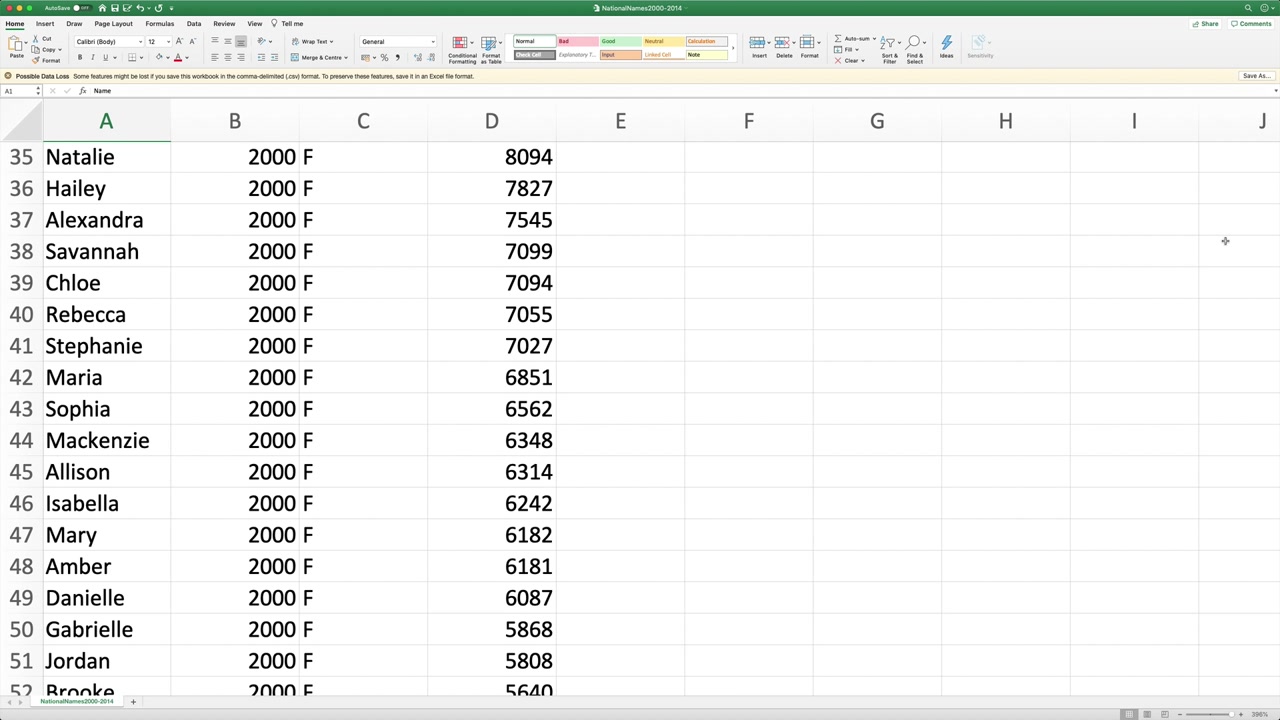 AutoSave OFF NationalNames2000-2014
Home Insert Draw Page Layout Formulas Data Review View Tell me Share Comments
Paste Cut Copy Format Calibri (Body) 12 Wrap Text Merge & Centre General Conditional Formatting Format as Table Normal Bad Good Neutral Calculation Check Cell Explanatory T... Input Linked Cell Note Insert Delete Format Auto-sum Fill Clear Sort & Filter Find & Select Ideas Sensitivity
Possible Data Loss Some features might be lost if you save this workbook in the comma-delimited (.csv) format. To preserve these features, save it in an Excel file format. Save As...
A1 fx Name
A B C D E F G H I J
35 Natalie 2000 F 8094
36 Hailey 2000 F 7827
37 Alexandra 2000 F 7545
38 Savannah 2000 F 7099
39 Chloe 2000 F 7094
40 Rebecca 2000 F 7055
41 Stephanie 2000 F 7027
42 Maria 2000 F 6851
43 Sophia 2000 F 6562
44 Mackenzie 2000 F 6348
45 Allison 2000 F 6314
46 Isabella 2000 F 6242
47 Mary 2000 F 6182
48 Amber 2000 F 6181
49 Danielle 2000 F 6087
50 Gabrielle 2000 F 5868
51 Jordan 2000 F 5808
52 Brooke 2000 F 5640
NationalNames2000-2014
396%